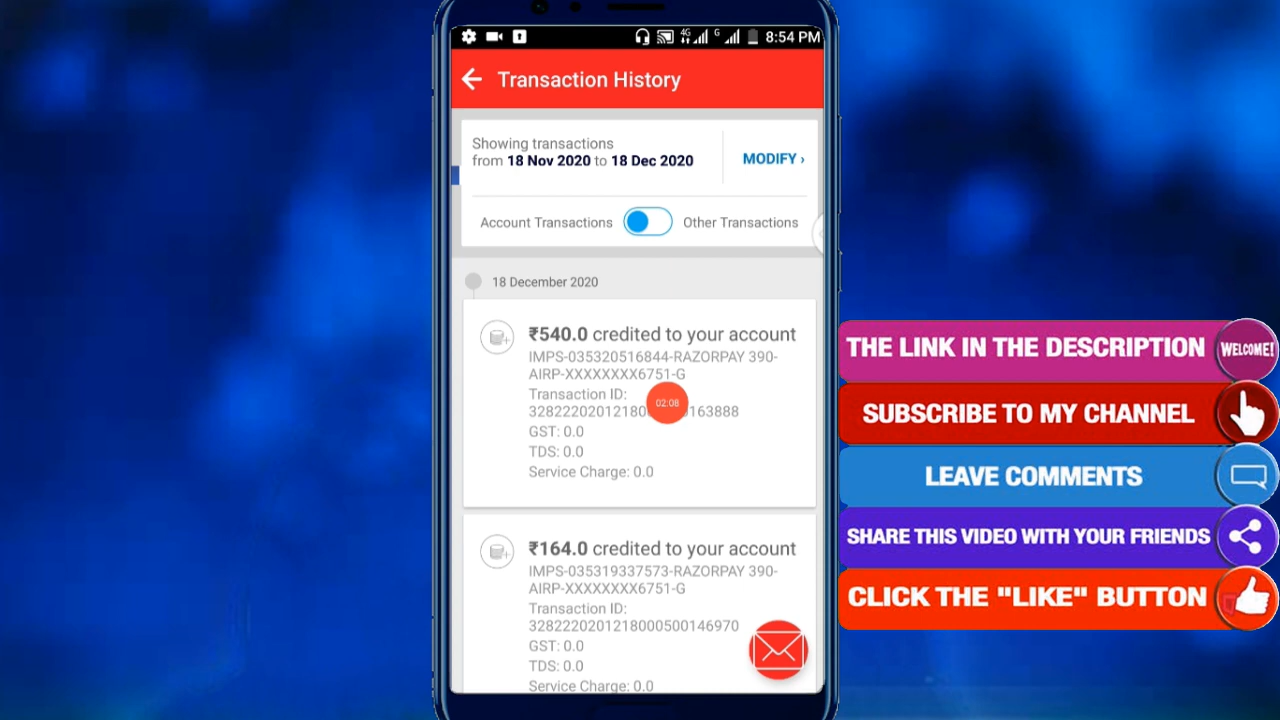 4G G 8:54 PM
Transaction History
Showing transactions
from 18 Nov 2020 to 18 Dec 2020
MODIFY ›
Account Transactions Other Transactions
18 December 2020
₹540.0 credited to your account
IMPS-035320516844-RAZORPAY 390-
AIRP-XXXXXXXX6751-G
Transaction ID:
GST: 0.0
TDS: 0.0
Service Charge: 0.0
02:08
₹164.0 credited to your account
IMPS-035319337573-RAZORPAY 390-
AIRP-XXXXXXXX6751-G
Transaction ID:
3282220201218000500146970
GST: 0.0
TDS: 0.0
Service Charge: 0.0
THE LINK IN THE DESCRIPTION WELCOME!
SUBSCRIBE TO MY CHANNEL
LEAVE COMMENTS
SHARE THIS VIDEO WITH YOUR FRIENDS
CLICK THE "LIKE" BUTTON